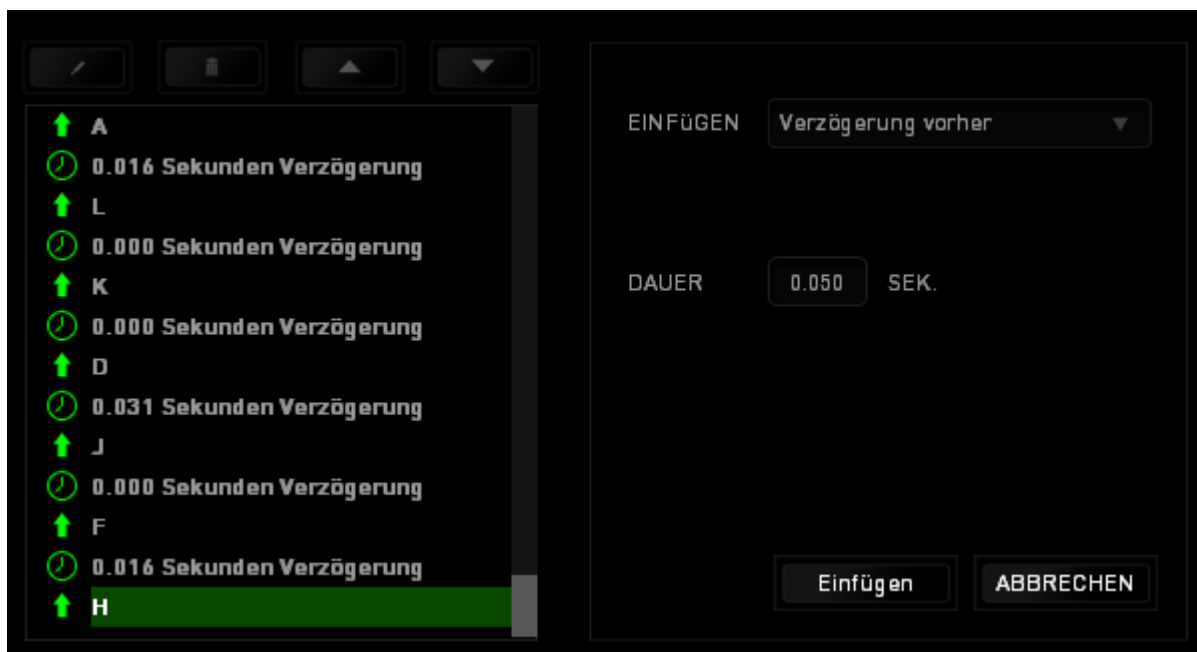 A
0.016 Sekunden Verzögerung
L
0.000 Sekunden Verzögerung
K
0.000 Sekunden Verzögerung
D
0.031 Sekunden Verzögerung
J
0.000 Sekunden Verzögerung
F
0.016 Sekunden Verzögerung
H
EINFüGEN Verzögerung vorher
DAUER 0.050 SEK.
Einfügen ABBRECHEN